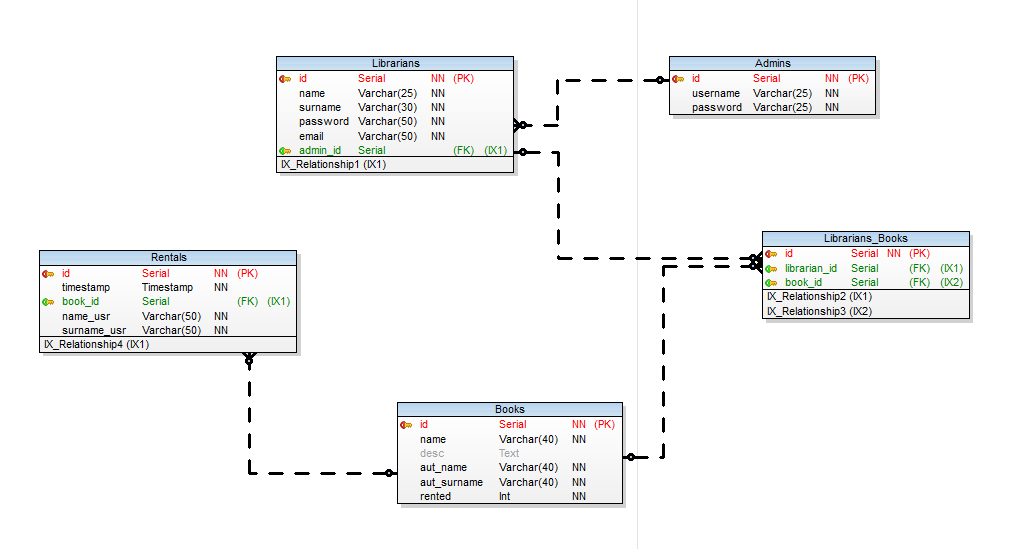 Librarians
id Serial NN (PK)
name Varchar(25) NN
surname Varchar(30) NN
password Varchar(50) NN
email Varchar(50) NN
admin_id Serial (FK) (IX1)
IX_Relationship1 (IX1)
Admins
id Serial NN (PK)
username Varchar(25) NN
password Varchar(25) NN
Librarians_Books
id Serial NN (PK)
librarian_id Serial (FK) (IX1)
book_id Serial (FK) (IX2)
IX_Relationship2 (IX1)
IX_Relationship3 (IX2)
Rentals
id Serial NN (PK)
timestamp Timestamp NN
book_id Serial (FK) (IX1)
name_usr Varchar(50) NN
surname_usr Varchar(50) NN
IX_Relationship4 (IX1)
Books
id Serial NN (PK)
name Varchar(40) NN
desc Text
aut_name Varchar(40) NN
aut_surname Varchar(40) NN
rented Int NN